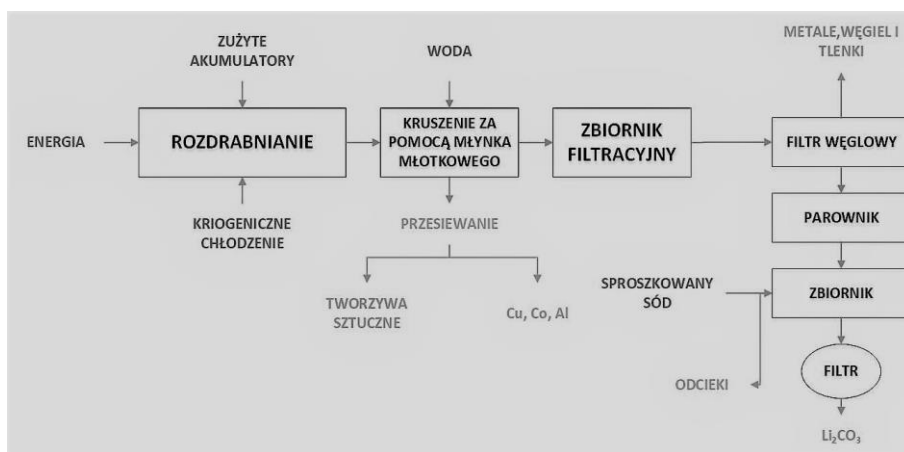 ZUŻYTE
AKUMULATORY
WODA
METALE,WĘGIEL I
TLENKI
ENERGIA
ROZDRABNIANIE
KRUSZENIE ZA
POMOCĄ MŁYNKA
MŁOTKOWEGO
ZBIORNIK
FILTRACYJNY
FILTR WĘGLOWY
KRIOGENICZNE
CHŁODZENIE
PRZESIEWANIE
PAROWNIK
TWORZYWA
SZTUCZNE
Cu, Co, Al
SPROSZKOWANY
SÓD
ZBIORNIK
ODCIEKI
FILTR
Li₂CO₃